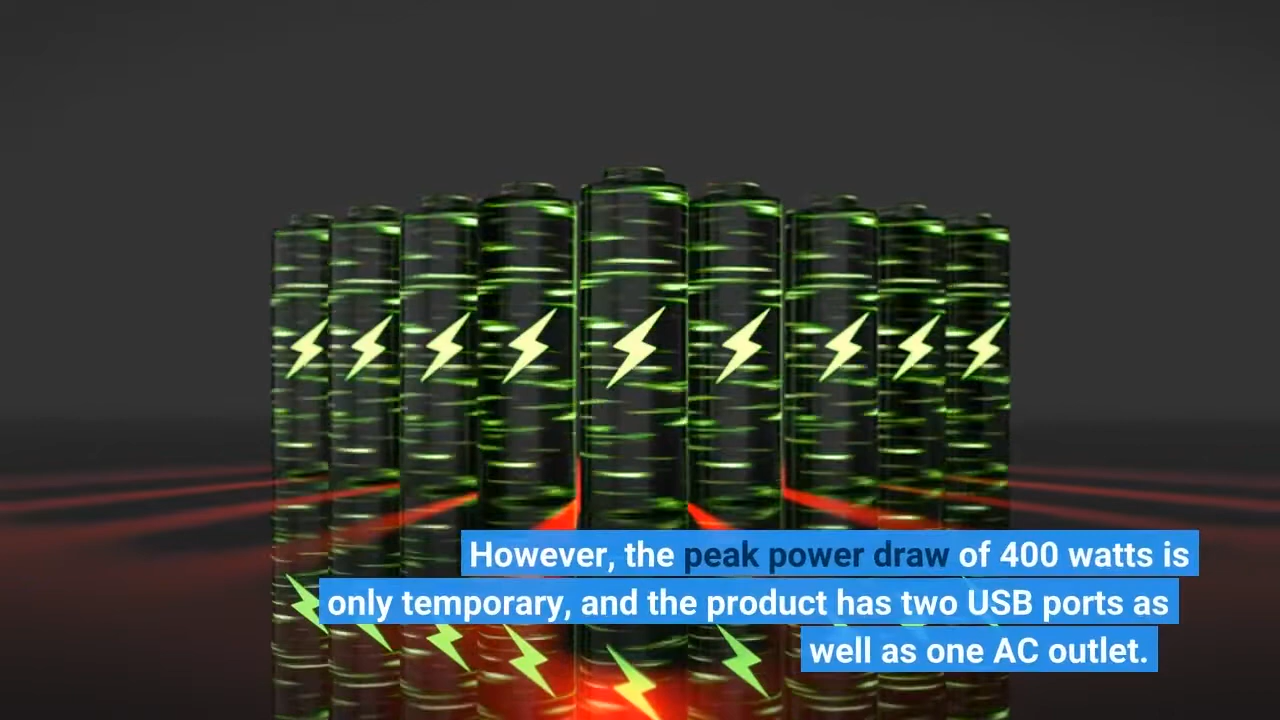 However, the peak power draw of 400 watts is
only temporary, and the product has two USB ports as
well as one AC outlet.